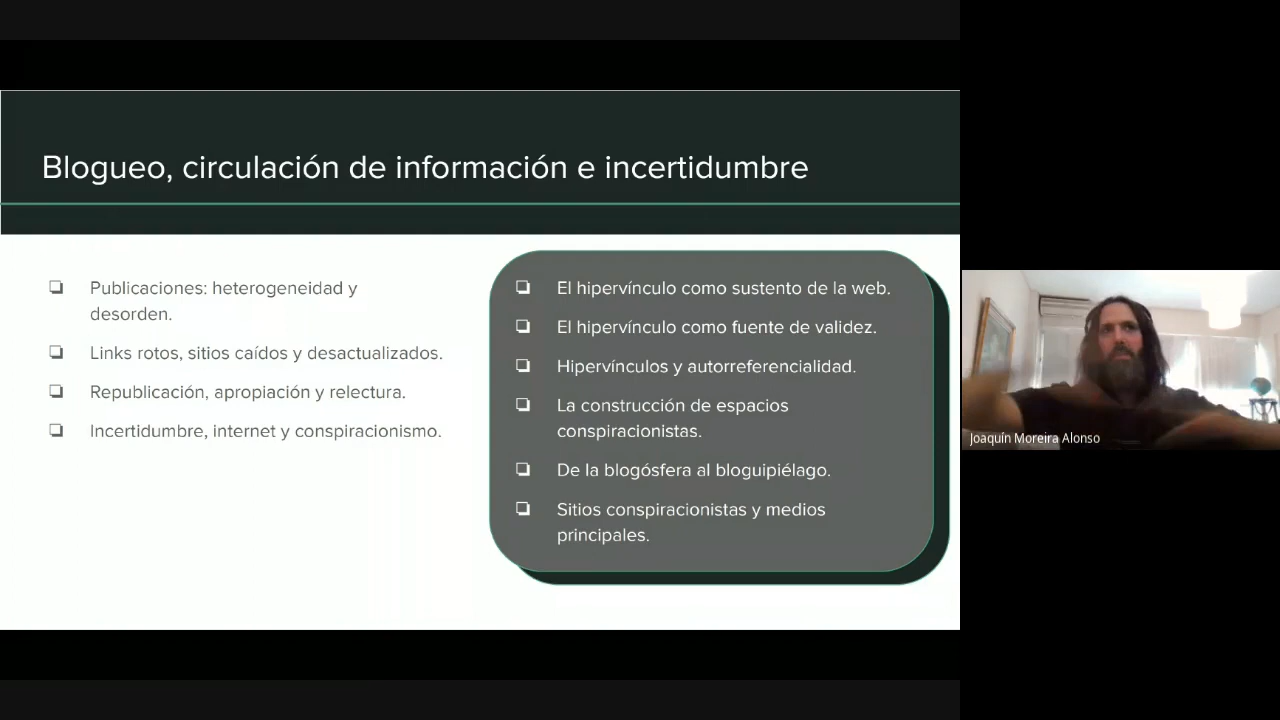 Blogueo, circulación de información e incertidumbre
❏ Publicaciones: heterogeneidad y
desorden.
❏ Links rotos, sitios caídos y desactualizados.
❏ Republicación, apropiación y relectura.
❏ Incertidumbre, internet y conspiracionismo.
❏ El hipervínculo como sustento de la web.
❏ El hipervínculo como fuente de validez.
❏ Hipervínculos y autorreferencialidad.
❏ La construcción de espacios
conspiracionistas.
❏ De la blogósfera al bloguipiélago.
❏ Sitios conspiracionistas y medios
principales.
Joaquín Moreira Alonso